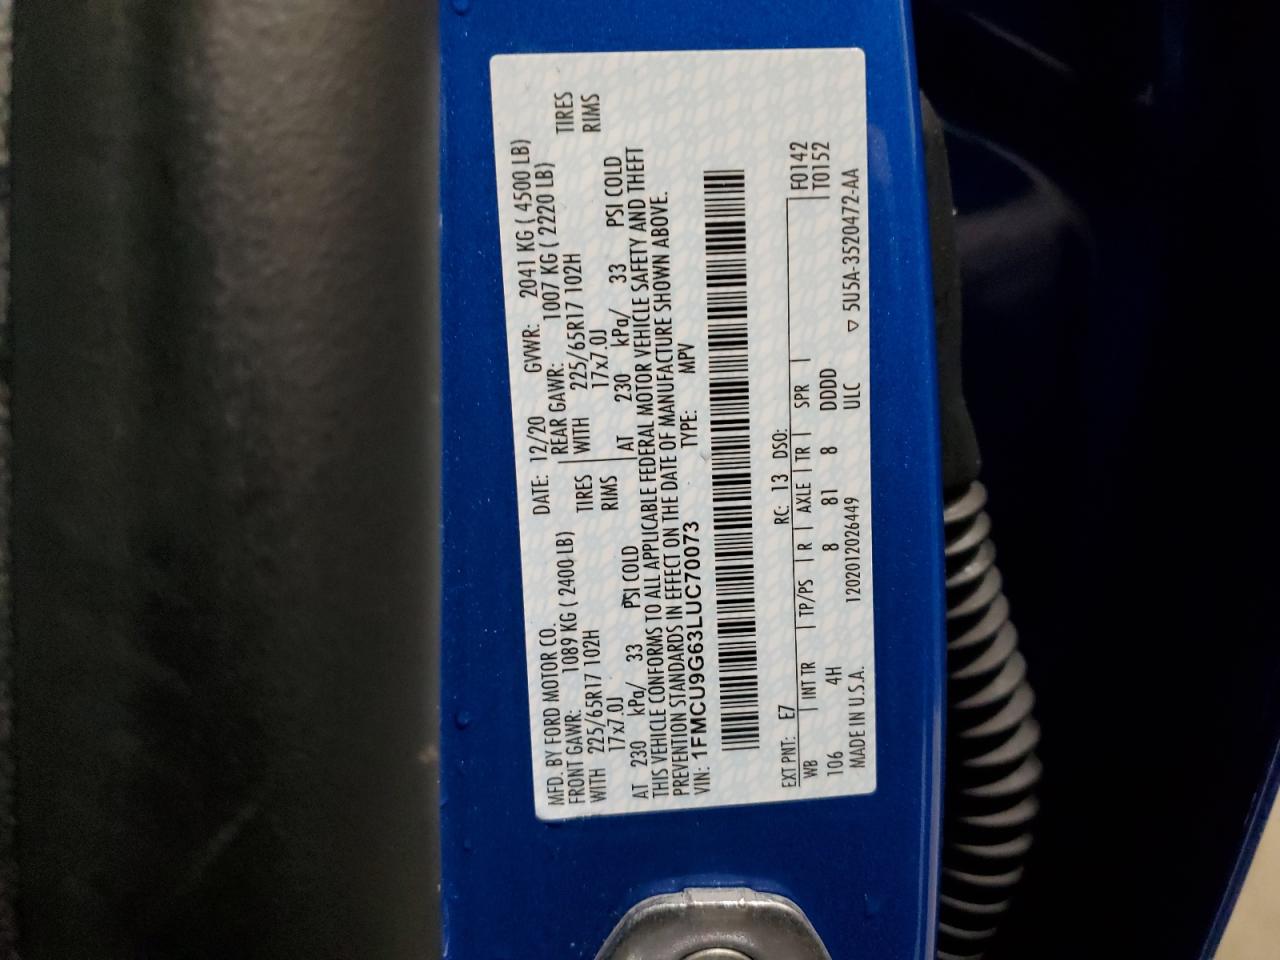 MFD. BY FORD MOTOR CO.
DATE: 12/20 GVWR: 2041 KG ( 4500 LB)
FRONT GAWR: 1089 KG ( 2400 LB) REAR GAWR: 1007 KG ( 2220 LB)
WITH 225/65R17 102H TIRES WITH 225/65R17 102H TIRES
17x7.0J RIMS 17x7.0J RIMS
AT 230 kPa/ 33 PSI COLD AT 230 kPa/ 33 PSI COLD
THIS VEHICLE CONFORMS TO ALL APPLICABLE FEDERAL MOTOR VEHICLE SAFETY AND THEFT
PREVENTION STANDARDS IN EFFECT ON THE DATE OF MANUFACTURE SHOWN ABOVE.
VIN: 1FMCU9G63LUC70073 TYPE: MPV
EXT PNT: E7 RC: 13 DSO: F0142
WB INT TR TP/PS R AXLE TR SPR T0152
106 4H 8 81 8 DDDD
MADE IN U.S.A. 1202012026449 ULC ▽ 5U5A-3520472-AA